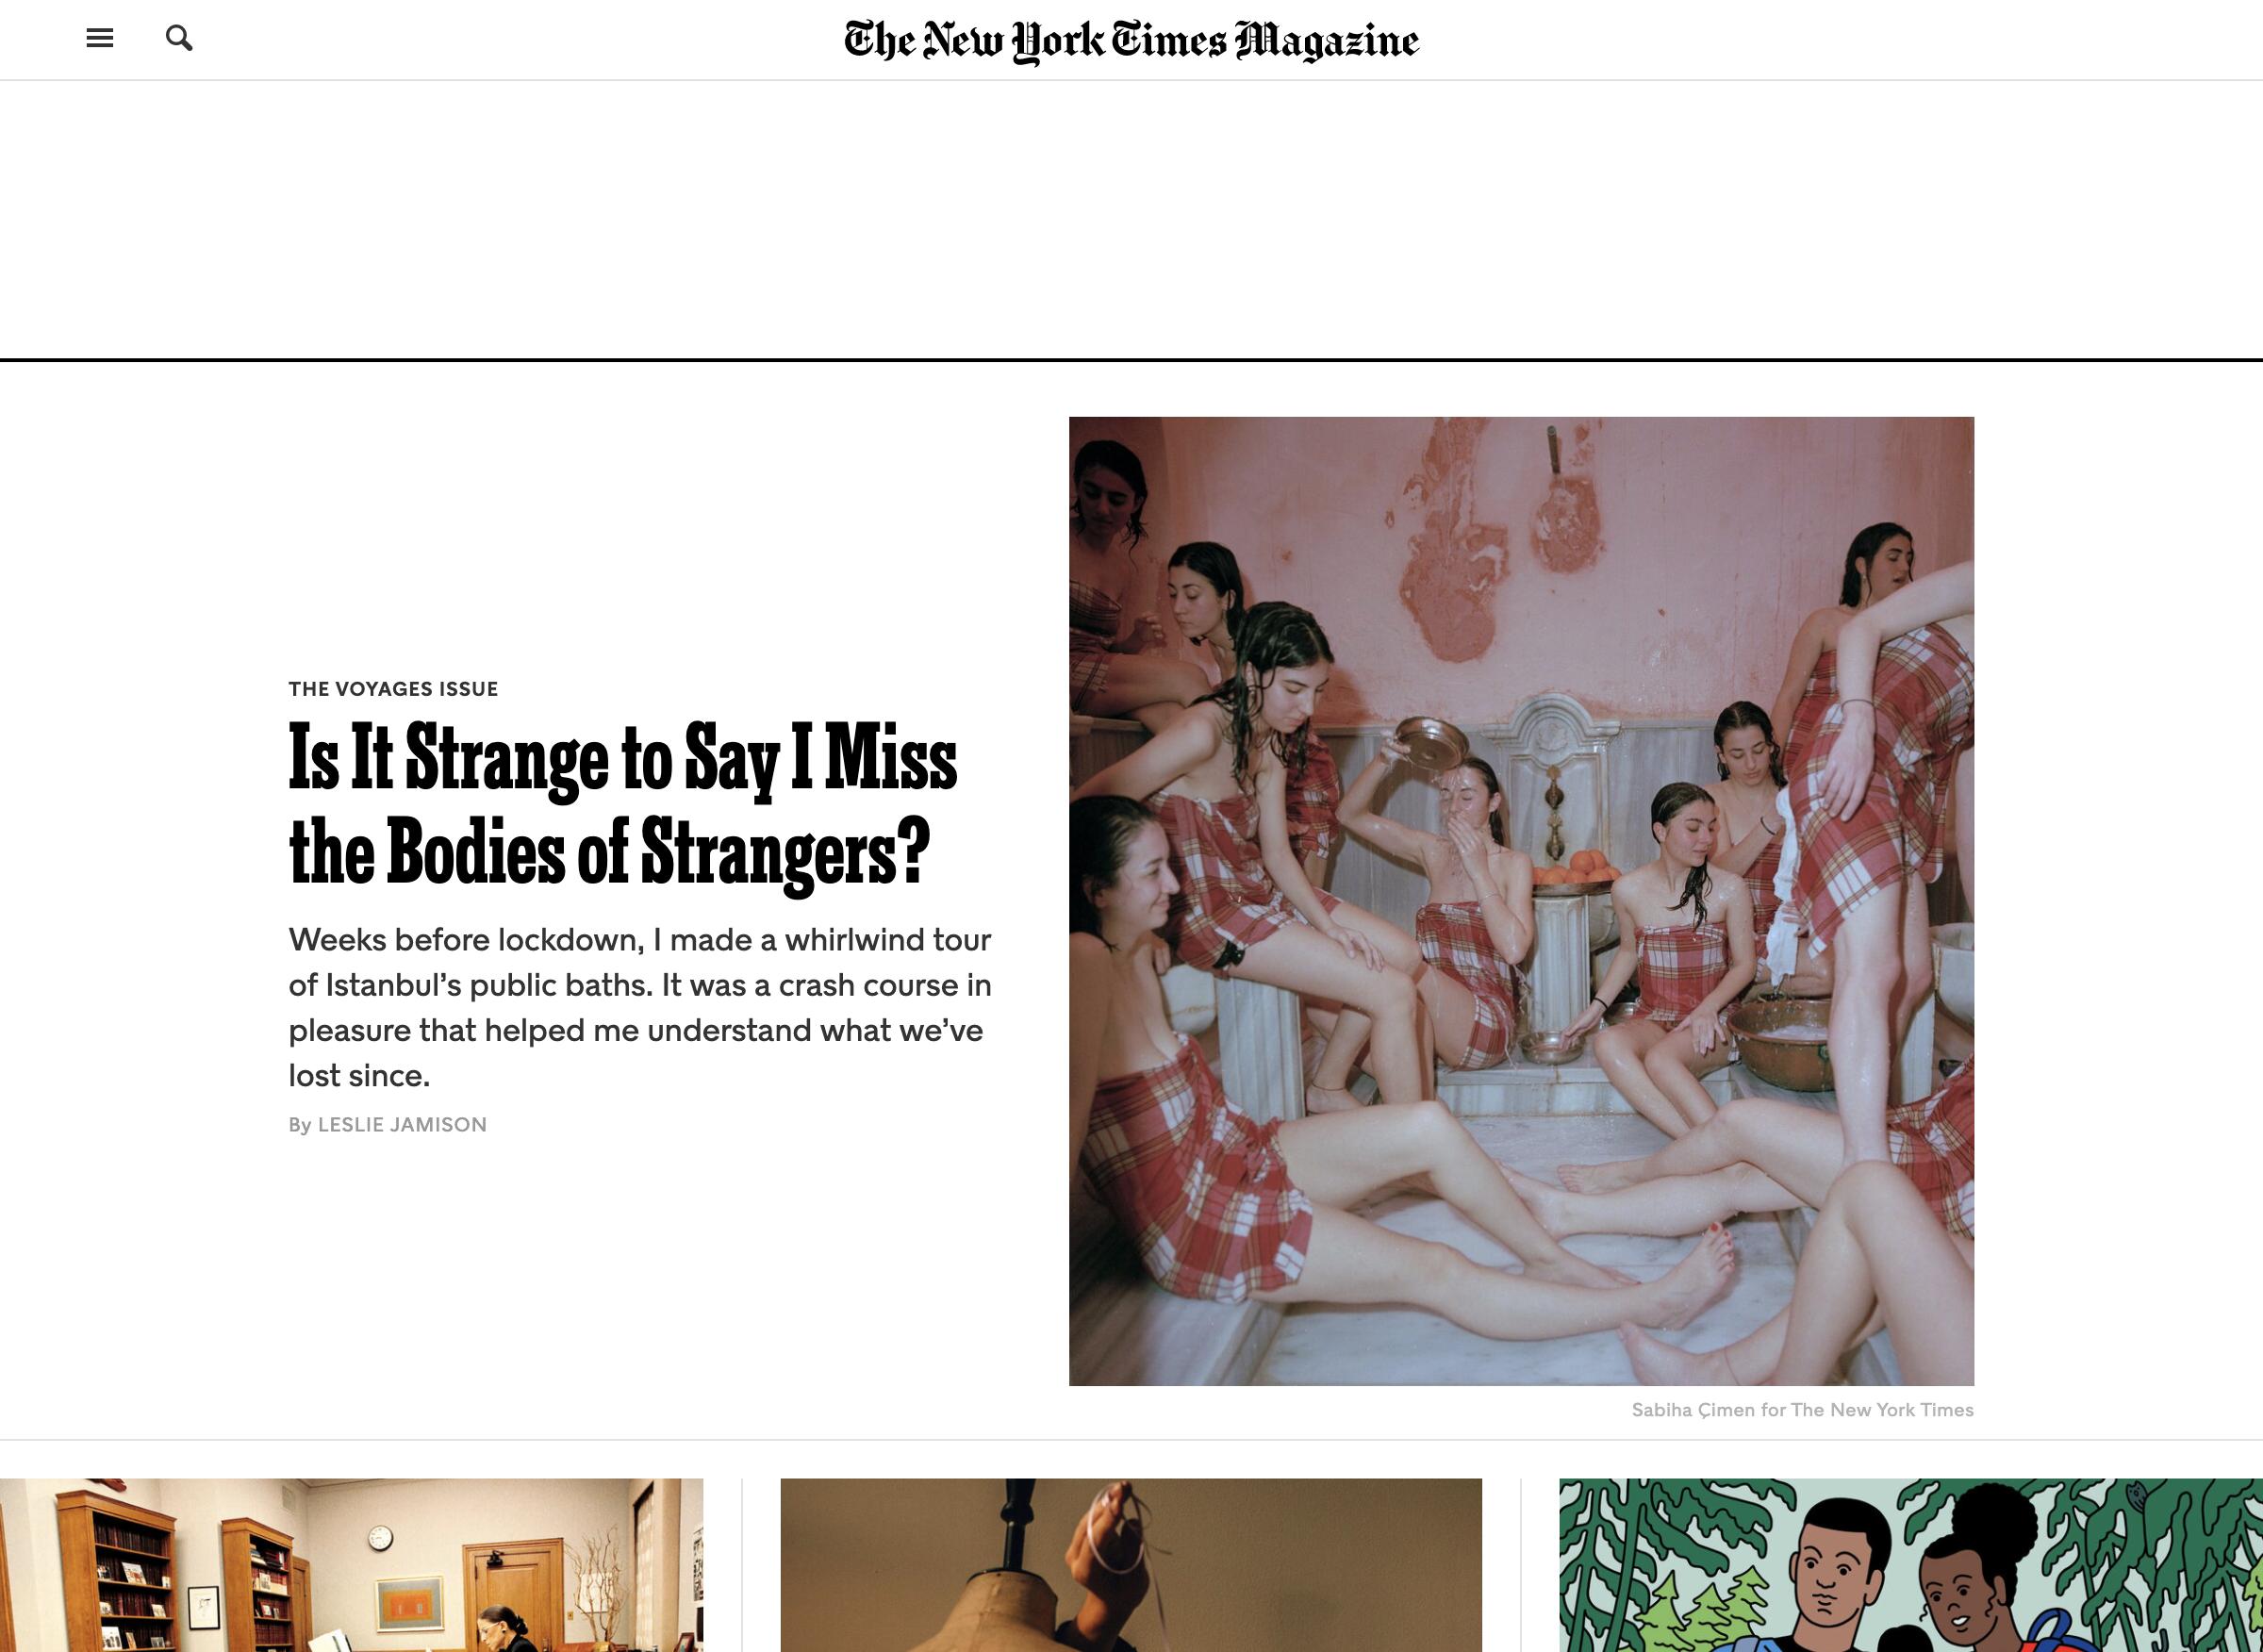 The New York Times Magazine
THE VOYAGES ISSUE
Is It Strange to Say I Miss
the Bodies of Strangers?
Weeks before lockdown, I made a whirlwind tour
of Istanbul’s public baths. It was a crash course in
pleasure that helped me understand what we’ve
lost since.
By LESLIE JAMISON
Sabiha Çimen for The New York Times